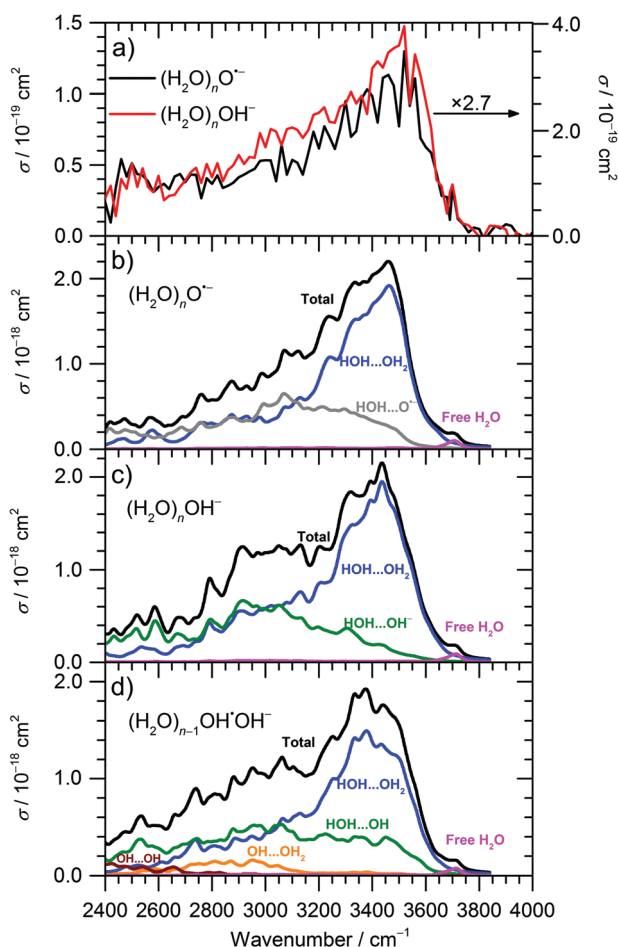 a)
(H₂O)ₙO•⁻
(H₂O)ₙOH⁻
×2.7
1.5
1.0
0.5
0.0
σ / 10⁻¹⁹ cm²
4.0
2.0
0.0
σ / 10⁻¹⁹ cm²
b)
(H₂O)ₙO•⁻
Total
HOH...OH₂
HOH...O•⁻
Free H₂O
2.0
1.0
0.0
σ / 10⁻¹⁸ cm²
c)
(H₂O)ₙOH⁻
Total
HOH...OH₂
HOH...OH⁻
Free H₂O
2.0
1.0
0.0
σ / 10⁻¹⁸ cm²
d)
(H₂O)ₙ₋₁OH•OH⁻
Total
HOH...OH₂
HOH...OH
OH...OH
OH...OH₂
Free H₂O
2.0
1.0
0.0
σ / 10⁻¹⁸ cm²
2400 2600 2800 3000 3200 3400 3600 3800 4000
Wavenumber / cm⁻¹